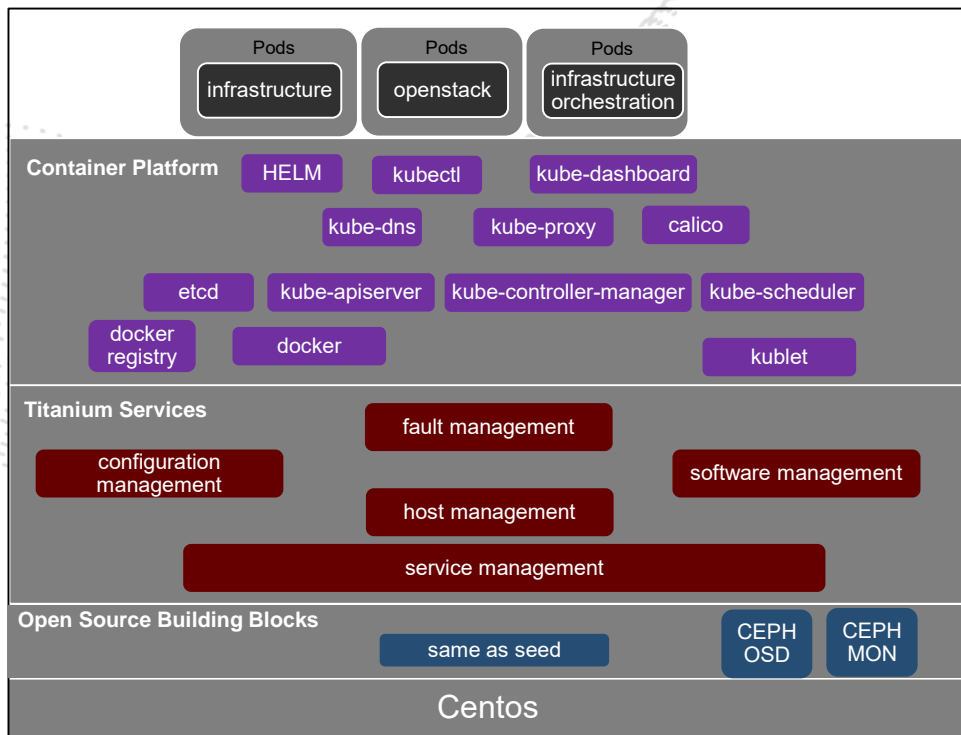 Pods
infrastructure
Pods
openstack
Pods
infrastructure
orchestration
Container Platform
HELM
kubectl
kube-dashboard
kube-dns
kube-proxy
calico
etcd
kube-apiserver
kube-controller-manager
kube-scheduler
docker
registry
docker
kublet
Titanium Services
fault management
configuration
management
software management
host management
service management
Open Source Building Blocks
same as seed
CEPH
OSD
CEPH
MON
Centos